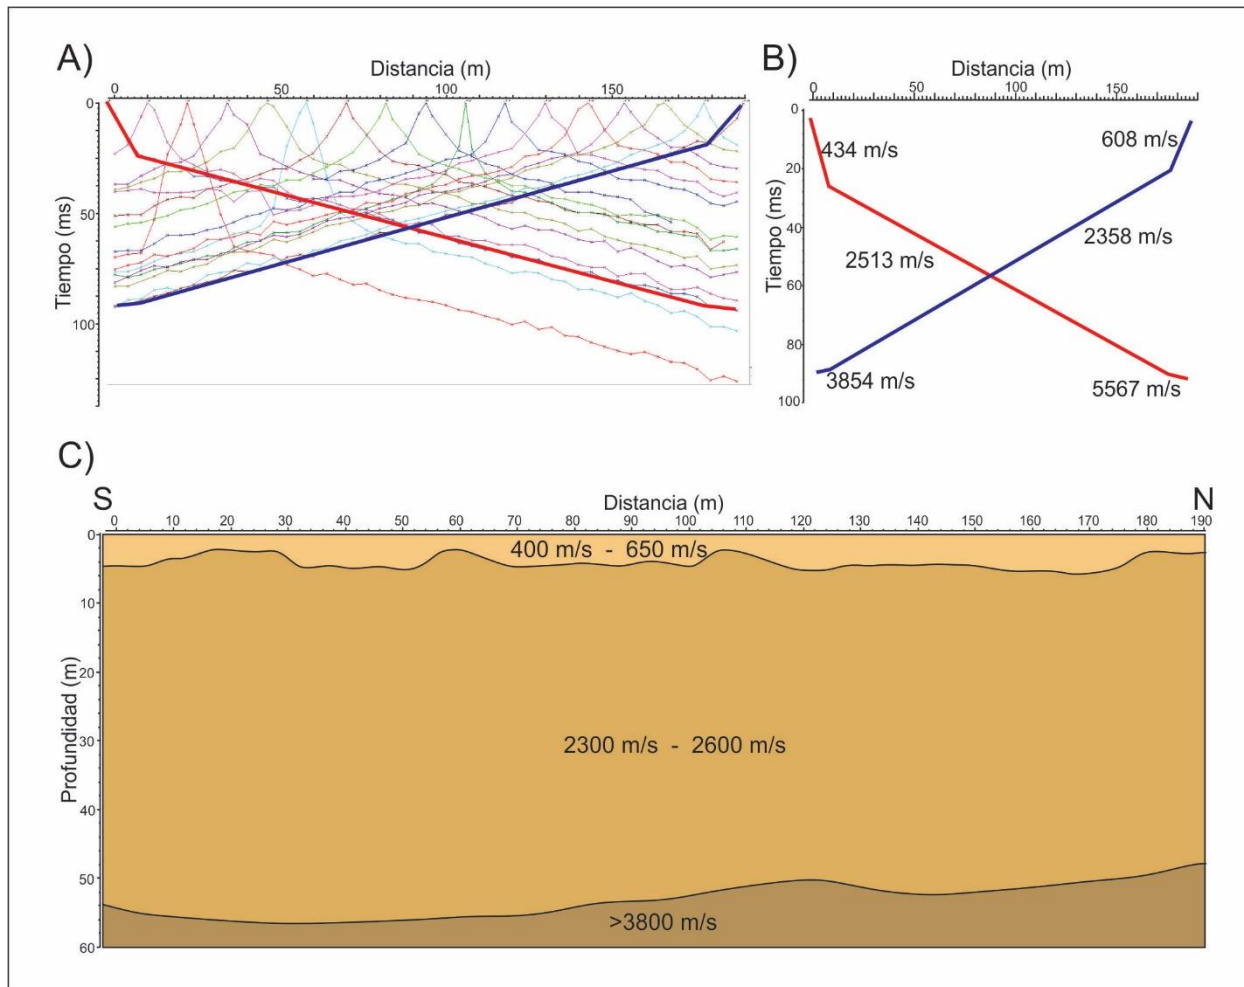 A)
Distancia (m)
0 50 100 150
Tiempo (ms)
0
50
100
B)
Distancia (m)
0 50 100 150
Tiempo (ms)
0
20
40
60
80
100
434 m/s
608 m/s
2358 m/s
2513 m/s
3854 m/s
5567 m/s
C)
S
Distancia (m)
N
0 10 20 30 40 50 60 70 80 90 100 110 120 130 140 150 160 170 180 190
Profundidad (m)
0
10
20
30
40
50
60
400 m/s - 650 m/s
2300 m/s - 2600 m/s
>3800 m/s